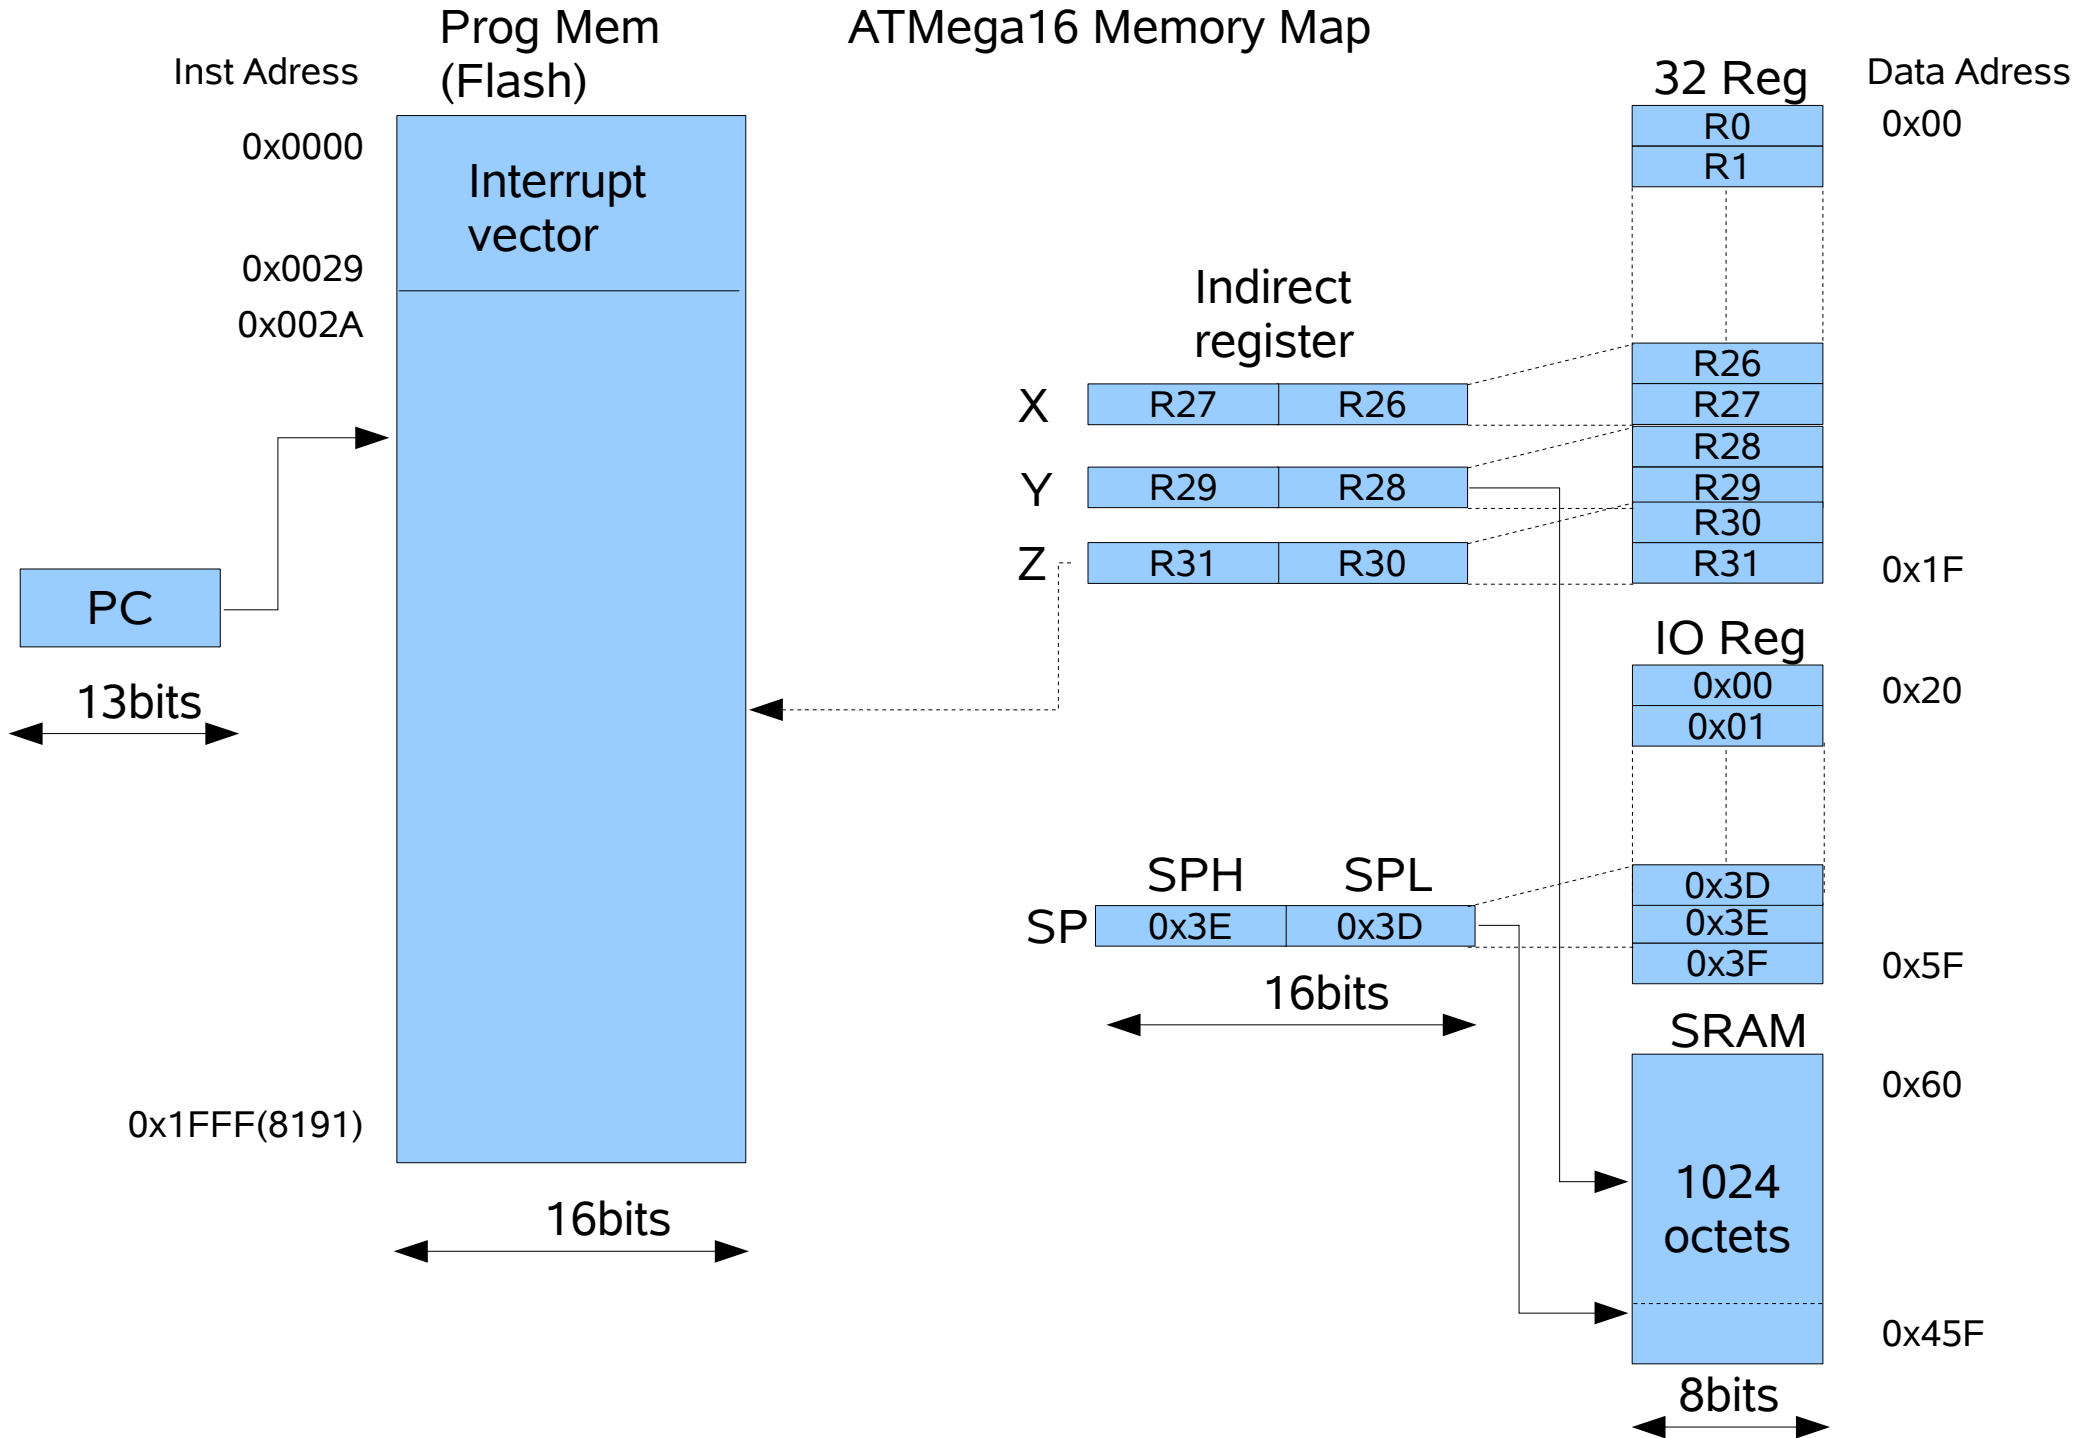 ATMega16 Memory Map
Prog Mem
(Flash)
Inst Adress
0x0000
Interrupt
vector
0x0029
0x002A
PC
13bits
0x1FFF(8191)
16bits
Indirect
register
X R27 R26
Y R29 R28
Z R31 R30
SPH SPL
SP 0x3E 0x3D
16bits
32 Reg
Data Adress
R0 0x00
R1
R26
R27
R28
R29
R30
R31 0x1F
IO Reg
0x00 0x20
0x01
0x3D
0x3E
0x3F 0x5F
SRAM
0x60
1024
octets
0x45F
8bits